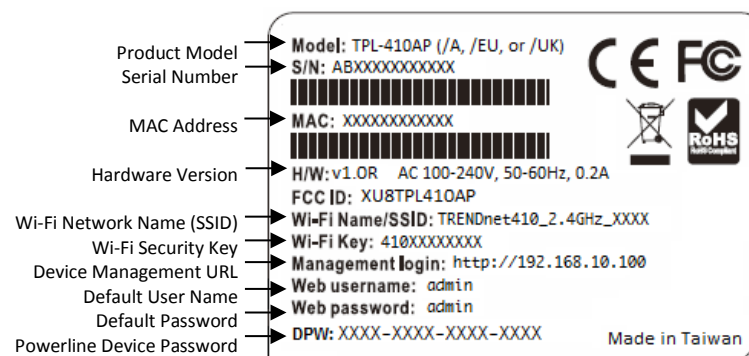 Product Model
Serial Number
MAC Address
Hardware Version
Wi-Fi Network Name (SSID)
Wi-Fi Security Key
Device Management URL
Default User Name
Default Password
Powerline Device Password
Model: TPL-410AP (/A, /EU, or /UK)
S/N: ABXXXXXXXXXXX
MAC: XXXXXXXXXXXX
H/W: v1.0R AC 100-240V, 50-60Hz, 0.2A
FCC ID: XU8TPL410AP
Wi-Fi Name/SSID: TRENDnet410_2.4GHz_XXXX
Wi-Fi Key: 410XXXXXXXX
Management login: http://192.168.10.100
Web username: admin
Web password: admin
DPW: XXXX-XXXX-XXXX-XXXX
CE FC
RoHS
RoHS Compliant
Made in Taiwan